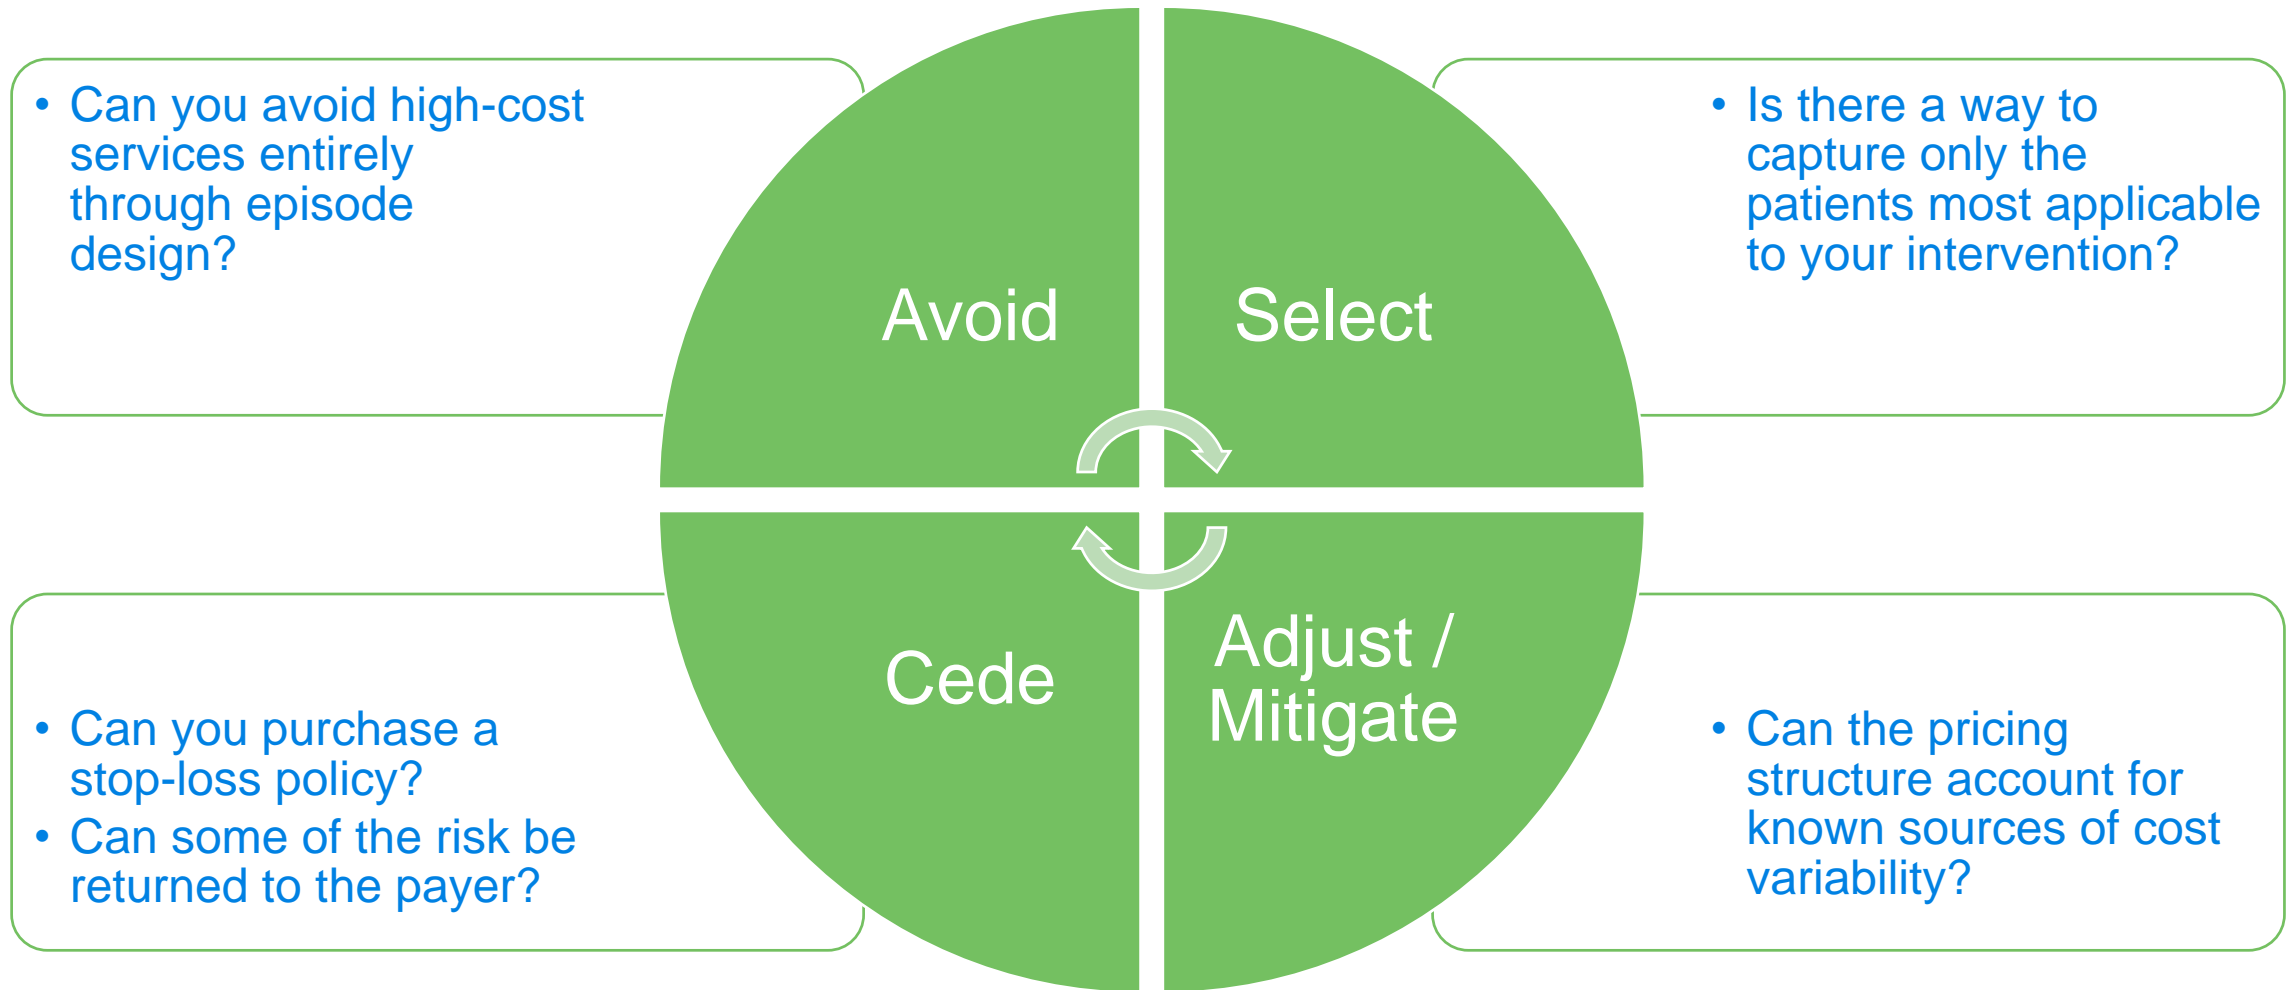 • Can you avoid high-cost
services entirely
through episode
design?
Avoid
Select
• Is there a way to
capture only the
patients most applicable
to your intervention?
• Can you purchase a
stop-loss policy?
• Can some of the risk be
returned to the payer?
Cede
Adjust /
Mitigate
• Can the pricing
structure account for
known sources of cost
variability?